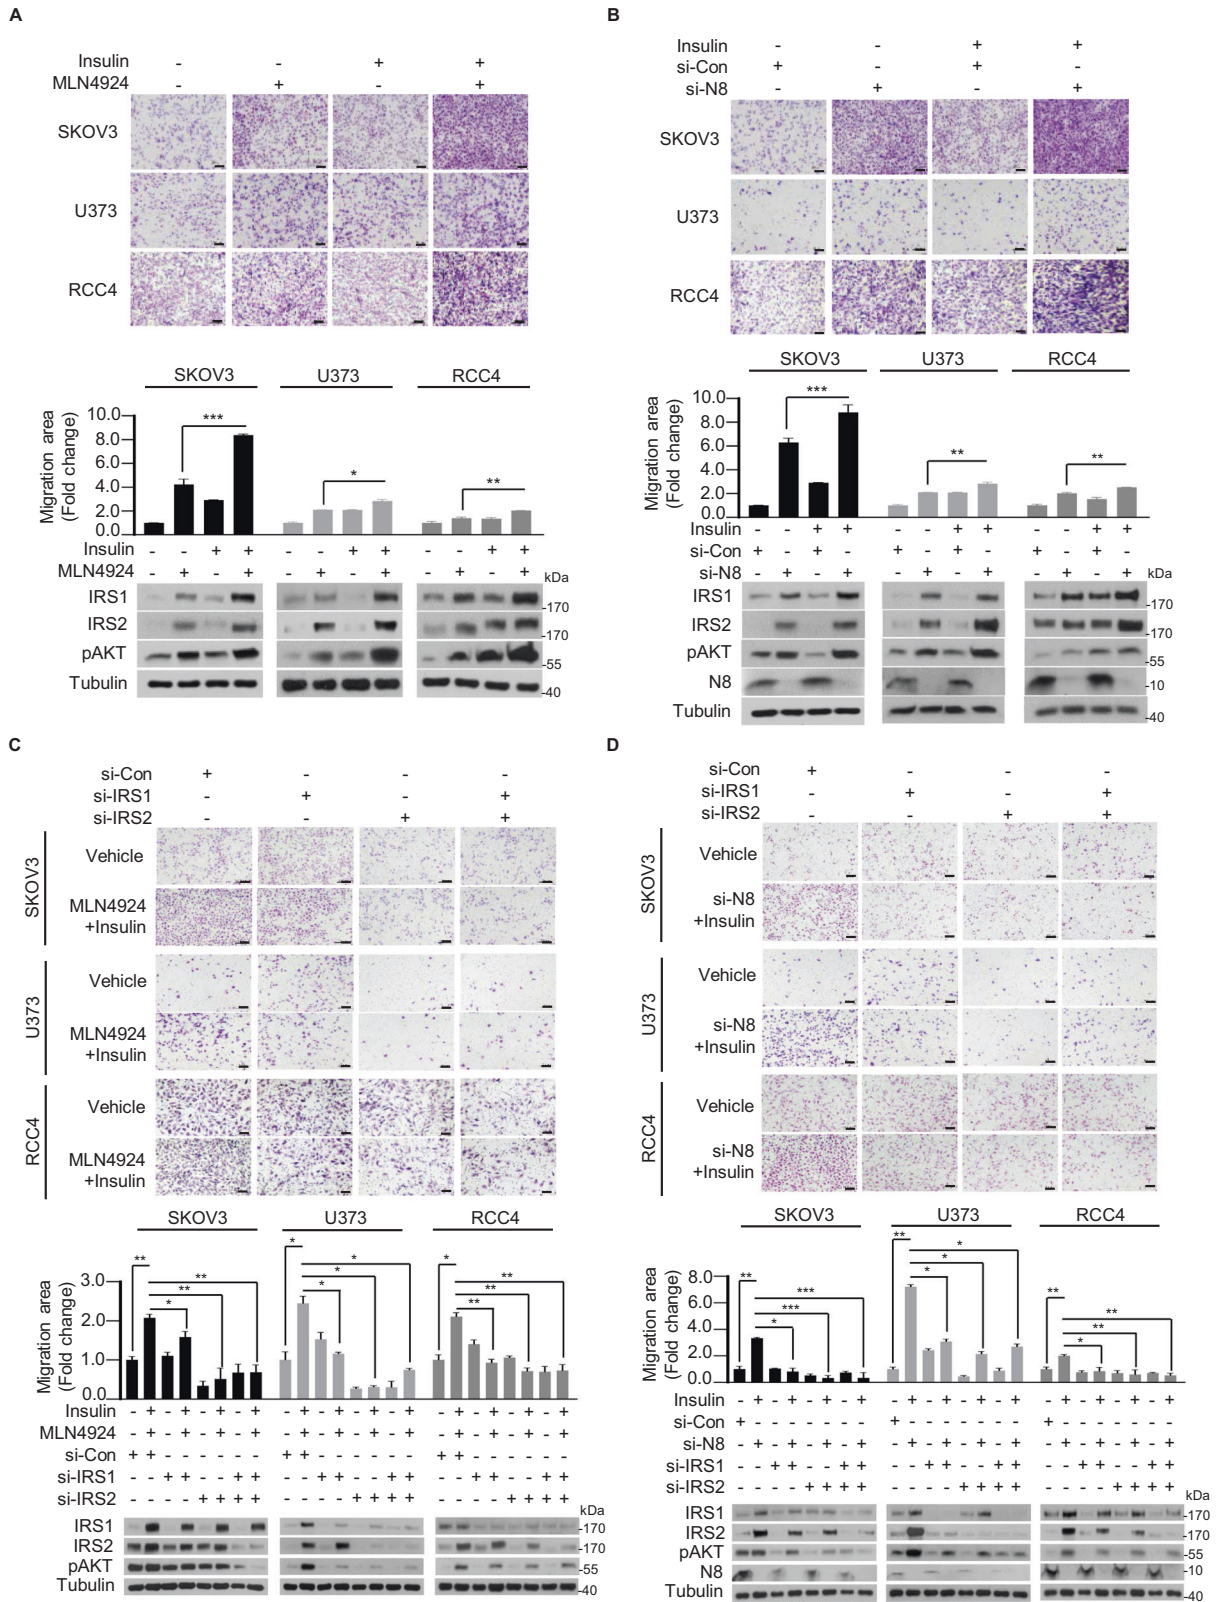 A
Insulin - - + +
MLN4924 - + - +
SKOV3
U373
RCC4
SKOV3 U373 RCC4
Migration area
(Fold change)
10.0
8.0
6.0
4.0
2.0
0.0
*** * **
Insulin - - + + - - + + - - + +
MLN4924 - + - + - + - + - + - +
kDa
IRS1 -170
IRS2 -170
pAKT -55
Tubulin -40
B
Insulin - - + +
si-Con + - + -
si-N8 - + - +
SKOV3
U373
RCC4
SKOV3 U373 RCC4
Migration area
(Fold change)
10.0
8.0
6.0
4.0
2.0
0.0
*** ** **
Insulin - - + + - - + + - - + +
si-Con + - + - + - + - + - + -
si-N8 - + - + - + - + - + - + kDa
IRS1 -170
IRS2 -170
pAKT -55
N8 -10
Tubulin -40
C
si-Con + - - -
si-IRS1 - + - +
si-IRS2 - - + +
SKOV3
Vehicle
MLN4924
+Insulin
U373
Vehicle
MLN4924
+Insulin
RCC4
Vehicle
MLN4924
+Insulin
SKOV3 U373 RCC4
Migration area
(Fold change)
3.0
2.0
1.0
0.0
** ** ** *
* * * *
* ** ** **
Insulin - + - + - + - + - + - + - + - + - + - + - + - +
MLN4924 - + - + - + - + - + - + - + - + - + - + - + - +
si-Con + + - - - - - - + + - - - - - - + + - - - - - -
si-IRS1 - - + + - - + + - - + + - - + + - - + + - - + +
si-IRS2 - - - - + + + + - - - - + + + + - - - - + + + +
kDa
IRS1 -170
IRS2 -170
pAKT -55
Tubulin -40
D
si-Con + - - -
si-IRS1 - + - +
si-IRS2 - - + +
SKOV3
Vehicle
si-N8
+Insulin
U373
Vehicle
si-N8
+Insulin
RCC4
Vehicle
si-N8
+Insulin
SKOV3 U373 RCC4
Migration area
(Fold change)
8.0
6.0
4.0
2.0
0.0
** *** *** *
** * * *
** ** ** *
Insulin - + - + - + - + - + - + - + - + - + - + - + - +
si-Con + - - - - - - - + - - - - - - - + - - - - - - -
si-N8 - + - + - + - + - + - + - + - + - + - + - + - +
si-IRS1 - - + + - - + + - - + + - - + + - - + + - - + +
si-IRS2 - - - - + + + + - - - - + + + + - - - - + + + +
kDa
IRS1 -170
IRS2 -170
pAKT -55
N8 -10
Tubulin -40